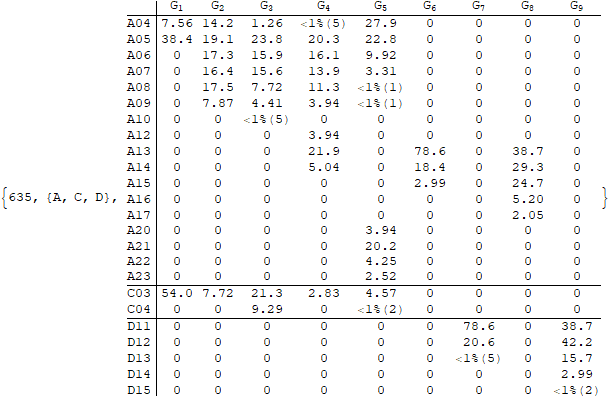 G1 G2 G3 G4 G5 G6 G7 G8 G9
A04 7.56 14.2 1.26 <1%(5) 27.9 0 0 0 0
A05 38.4 19.1 23.8 20.3 22.8 0 0 0 0
A06 0 17.3 15.9 16.1 9.92 0 0 0 0
A07 0 16.4 15.6 13.9 3.31 0 0 0 0
A08 0 17.5 7.72 11.3 <1%(1) 0 0 0 0
A09 0 7.87 4.41 3.94 <1%(1) 0 0 0 0
A10 0 0 <1%(5) 0 0 0 0 0 0
A12 0 0 0 3.94 0 0 0 0 0
A13 0 0 0 21.9 0 78.6 0 38.7 0
A14 0 0 0 5.04 0 18.4 0 29.3 0
A15 0 0 0 0 0 2.99 0 24.7 0
{635, {A, C, D}, A16 0 0 0 0 0 0 0 5.20 0 }
A17 0 0 0 0 0 0 0 2.05 0
A20 0 0 0 0 3.94 0 0 0 0
A21 0 0 0 0 20.2 0 0 0 0
A22 0 0 0 0 4.25 0 0 0 0
A23 0 0 0 0 2.52 0 0 0 0
C03 54.0 7.72 21.3 2.83 4.57 0 0 0 0
C04 0 0 9.29 0 <1%(2) 0 0 0 0
D11 0 0 0 0 0 0 78.6 0 38.7
D12 0 0 0 0 0 0 20.6 0 42.2
D13 0 0 0 0 0 0 <1%(5) 0 15.7
D14 0 0 0 0 0 0 0 0 2.99
D15 0 0 0 0 0 0 0 0 <1%(2)